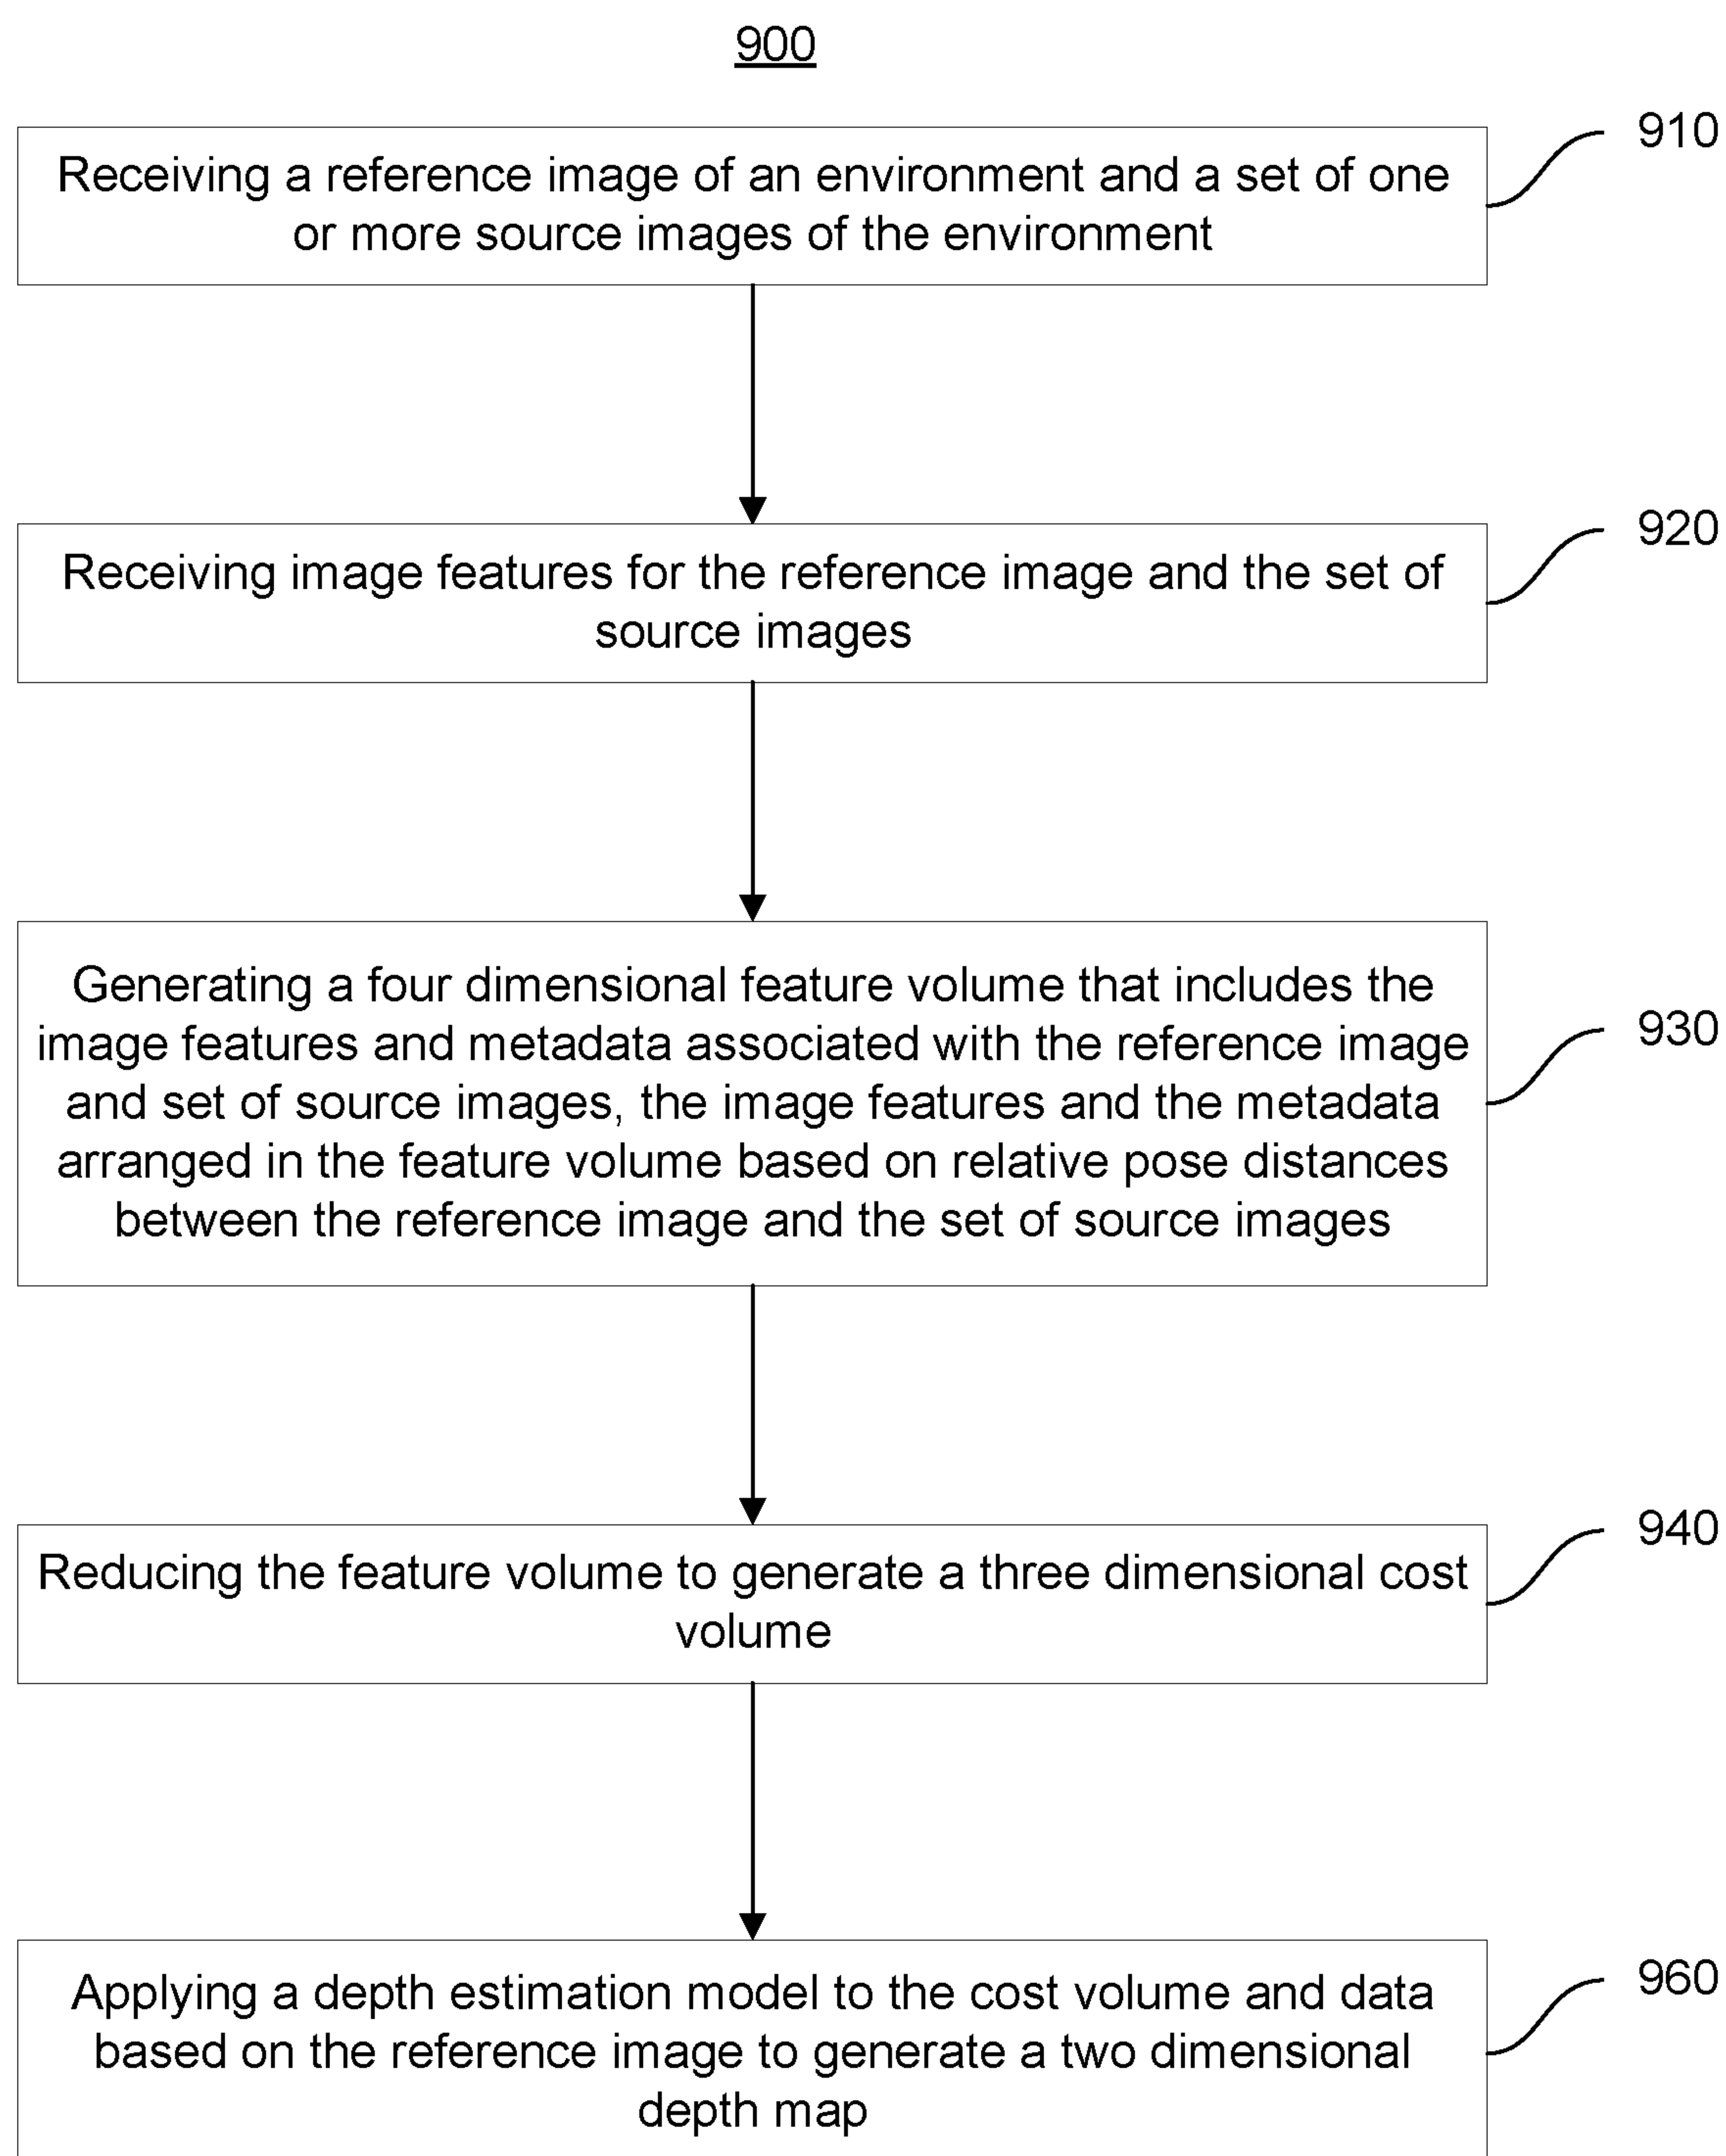 900
910
Receiving a reference image of an environment and a set of one
or more source images of the environment
920
Receiving image features for the reference image and the set of
source images
930
Generating a four dimensional feature volume that includes the
image features and metadata associated with the reference image
and set of source images, the image features and the metadata
arranged in the feature volume based on relative pose distances
between the reference image and the set of source images
940
Reducing the feature volume to generate a three dimensional cost
volume
960
Applying a depth estimation model to the cost volume and data
based on the reference image to generate a two dimensional
depth map